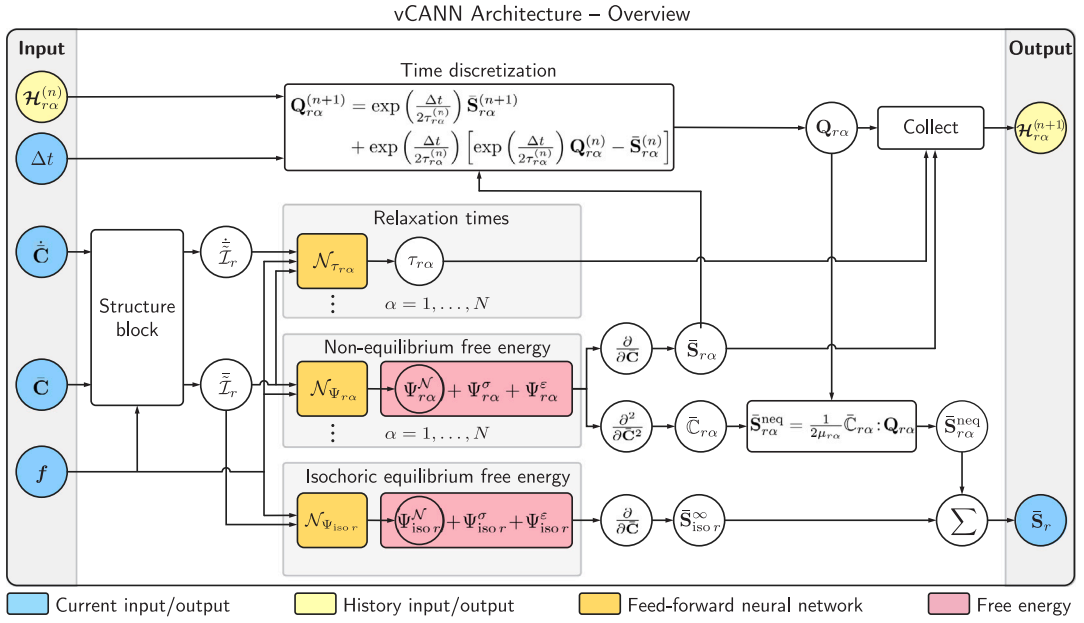 vCANN Architecture – Overview
Input
Output
Time discretization
𝓗_{rα}^{(n)}
Q_{rα}^{(n+1)} = exp(Δt / 2τ_{rα}^{(n)}) S̄_{rα}^{(n+1)}
+ exp(Δt / 2τ_{rα}^{(n)}) [exp(Δt / 2τ_{rα}^{(n)}) Q_{rα}^{(n)} − S̄_{rα}^{(n)}]
Q_{rα}
Collect
𝓗_{rα}^{(n+1)}
Δt
Relaxation times
Ċ̄
Ĩ̄̇_r
𝒩_{τ_{rα}}
τ_{rα}
⋮
α = 1, …, N
Structure
block
Non-equilibrium free energy
C̄
Ĩ̄_r
𝒩_{Ψ_{rα}}
Ψ_{rα}^𝒩 + Ψ_{rα}^σ + Ψ_{rα}^ε
∂/∂C̄
S̄_{rα}
⋮
α = 1, …, N
∂²/∂C̄²
ℂ̄_{rα}
S̄_{rα}^{neq} = 1/(2μ_{rα}) ℂ̄_{rα} : Q_{rα}
S̄_{rα}^{neq}
f
Isochoric equilibrium free energy
𝒩_{Ψ_{iso r}}
Ψ_{iso r}^𝒩 + Ψ_{iso r}^σ + Ψ_{iso r}^ε
∂/∂C̄
S̄_{iso r}^∞
∑
S̄_r
Current input/output
History input/output
Feed-forward neural network
Free energy